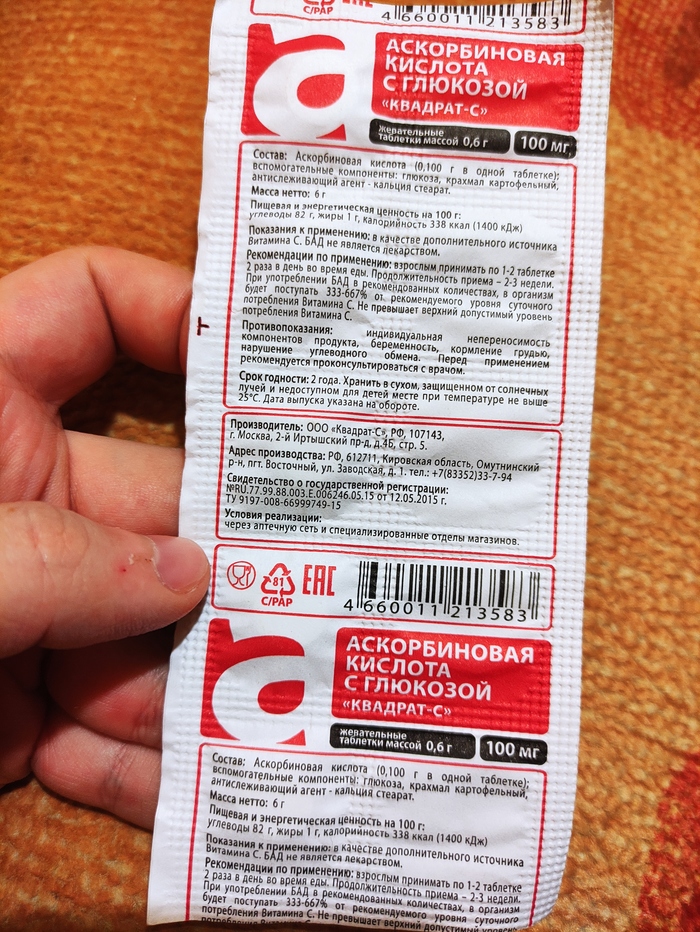 C/PAP EAC
4 660011 213583
а
АСКОРБИНОВАЯ
КИСЛОТА
С ГЛЮКОЗОЙ
«КВАДРАТ-С»
жевательные
таблетки массой 0,6 г
100 мг
Состав: Аскорбиновая кислота (0,100 г в одной таблетке);
вспомогательные компоненты: глюкоза, крахмал картофельный,
антислеживающий агент - кальция стеарат.
Масса нетто: 6 г
Пищевая и энергетическая ценность на 100 г:
углеводы 82 г, жиры 1 г, калорийность 338 ккал (1400 кДж)
Показания к применению: в качестве дополнительного источника
Витамина С. БАД не является лекарством.
Рекомендации по применению: взрослым принимать по 1-2 таблетке
2 раза в день во время еды. Продолжительность приема – 2-3 недели.
При употреблении БАД в рекомендованных количествах, в организм
будет поступать 333-667% от рекомендуемого уровня суточного
потребления Витамина С. Не превышает верхний допустимый уровень
потребления Витамина С.
Противопоказания: индивидуальная непереносимость
компонентов продукта, беременность, кормление грудью,
нарушение углеводного обмена. Перед применением
рекомендуется проконсультироваться с врачом.
Срок годности: 2 года. Хранить в сухом, защищенном от солнечных
лучей и недоступном для детей месте при температуре не выше
25°С. Дата выпуска указана на обороте.
Производитель: ООО «Квадрат-С», РФ, 107143,
г. Москва, 2-й Иртышский пр-д, д.4Б, стр. 5.
Адрес производства: РФ, 612711, Кировская область, Омутнинский
р-н, пгт. Восточный, ул. Заводская, д. 1. тел.: +7(83352)33-7-94
Свидетельство о государственной регистрации:
№RU.77.99.88.003.Е.006246.05.15 от 12.05.2015 г.
ТУ 9197-008-66999749-15
Условия реализации:
через аптечную сеть и специализированные отделы магазинов.
81
C/PAP
EAC
4 660011 213583
а
АСКОРБИНОВАЯ
КИСЛОТА
С ГЛЮКОЗОЙ
«КВАДРАТ-С»
жевательные
таблетки массой 0,6 г
100 мг
Состав: Аскорбиновая кислота (0,100 г в одной таблетке);
вспомогательные компоненты: глюкоза, крахмал картофельный,
антислеживающий агент - кальция стеарат.
Масса нетто: 6 г
Пищевая и энергетическая ценность на 100 г:
углеводы 82 г, жиры 1 г, калорийность 338 ккал (1400 кДж)
Показания к применению: в качестве дополнительного источника
Витамина С. БАД не является лекарством.
Рекомендации по применению: взрослым принимать по 1-2 таблетке
2 раза в день во время еды. Продолжительность приема – 2-3 недели.
При употреблении БАД в рекомендованных количествах, в организм
будет поступать 333-667% от рекомендуемого уровня суточного
потребления Витамина С. Не превышает верхний допустимый уровень